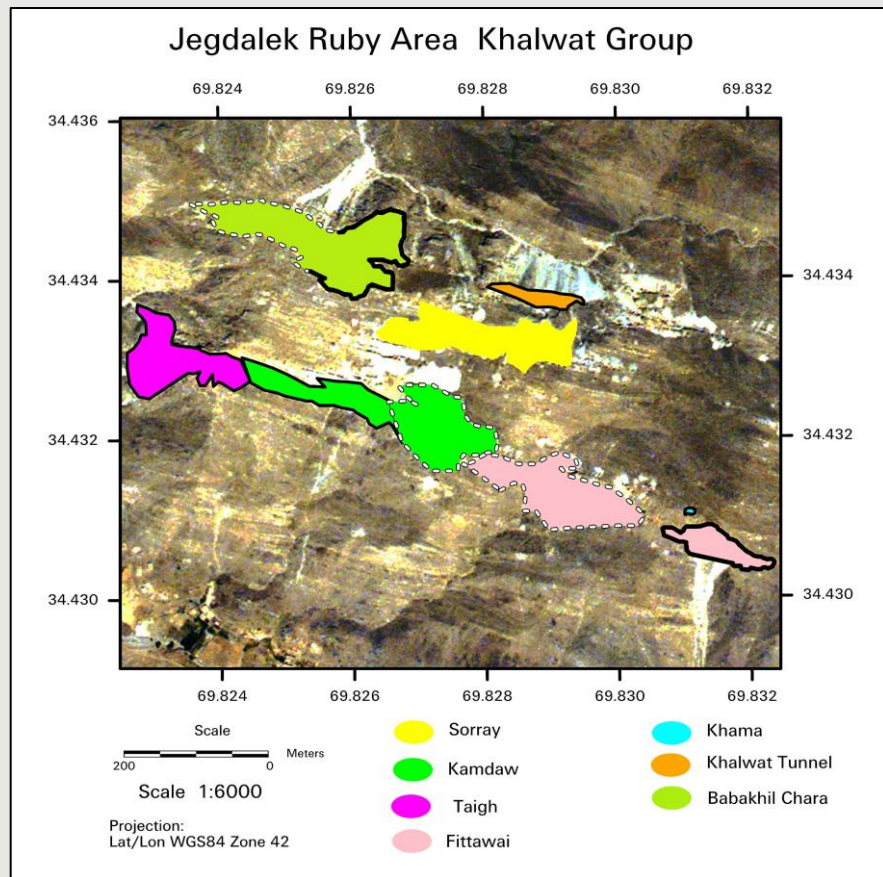 Jegdalek Ruby Area Khalwat Group
69.824 69.826 69.828 69.830 69.832
34.436
34.434 34.434
34.432 34.432
34.430 34.430
69.824 69.826 69.828 69.830 69.832
Scale
200 0 Meters
Scale 1:6000
Projection:
Lat/Lon WGS84 Zone 42
Sorray
Kamdaw
Taigh
Fittawai
Khama
Khalwat Tunnel
Babakhil Chara